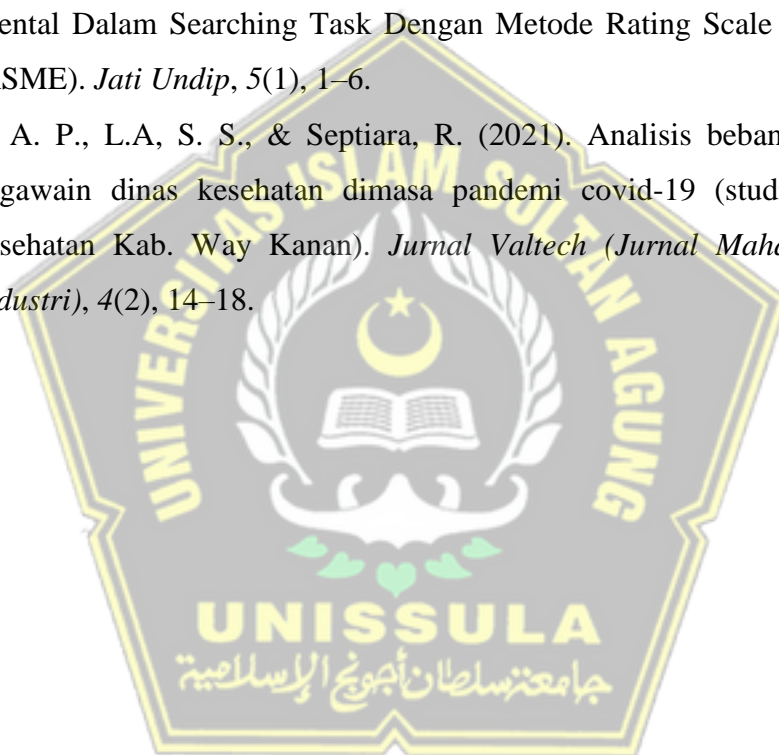 ental Dalam Searching Task Dengan Metode Rating Scale
SME). Jati Undip, 5(1), 1–6.
A. P., L.A, S. S., & Septiara, R. (2021). Analisis beban
gawain dinas kesehatan dimasa pandemi covid-19 (studi
sehatan Kab. Way Kanan). Jurnal Valtech (Jurnal Maha
dustri), 4(2), 14–18.
UNIVERSITAS ISLAM SULTAN AGUNG
UNISSULA
جامعة سلطان أجونج الإسلامية